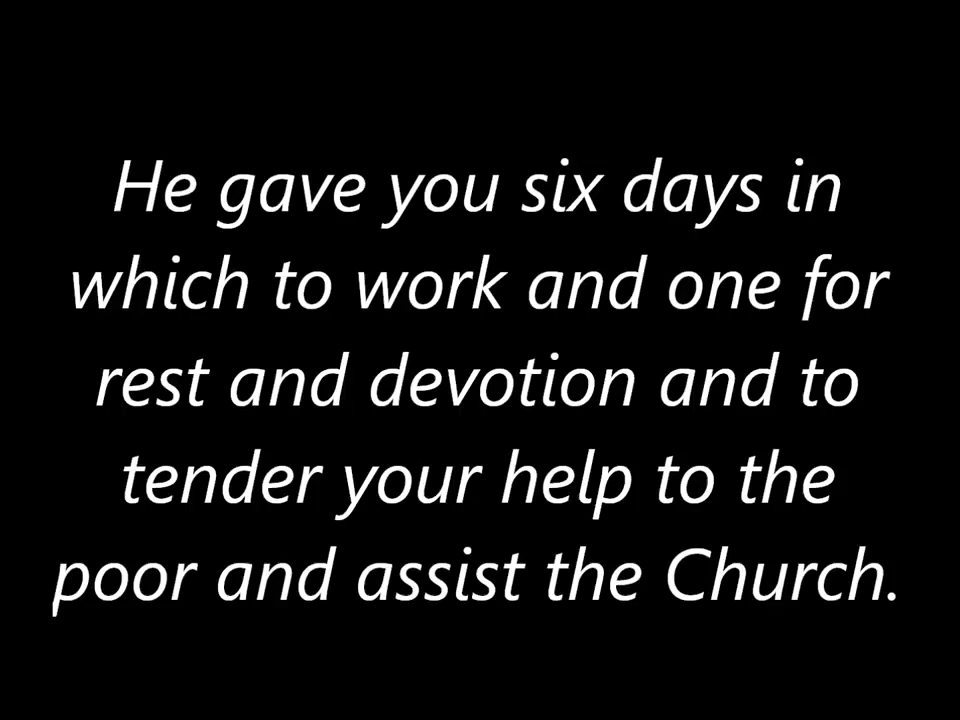 He gave you six days in
which to work and one for
rest and devotion and to
tender your help to the
poor and assist the Church.